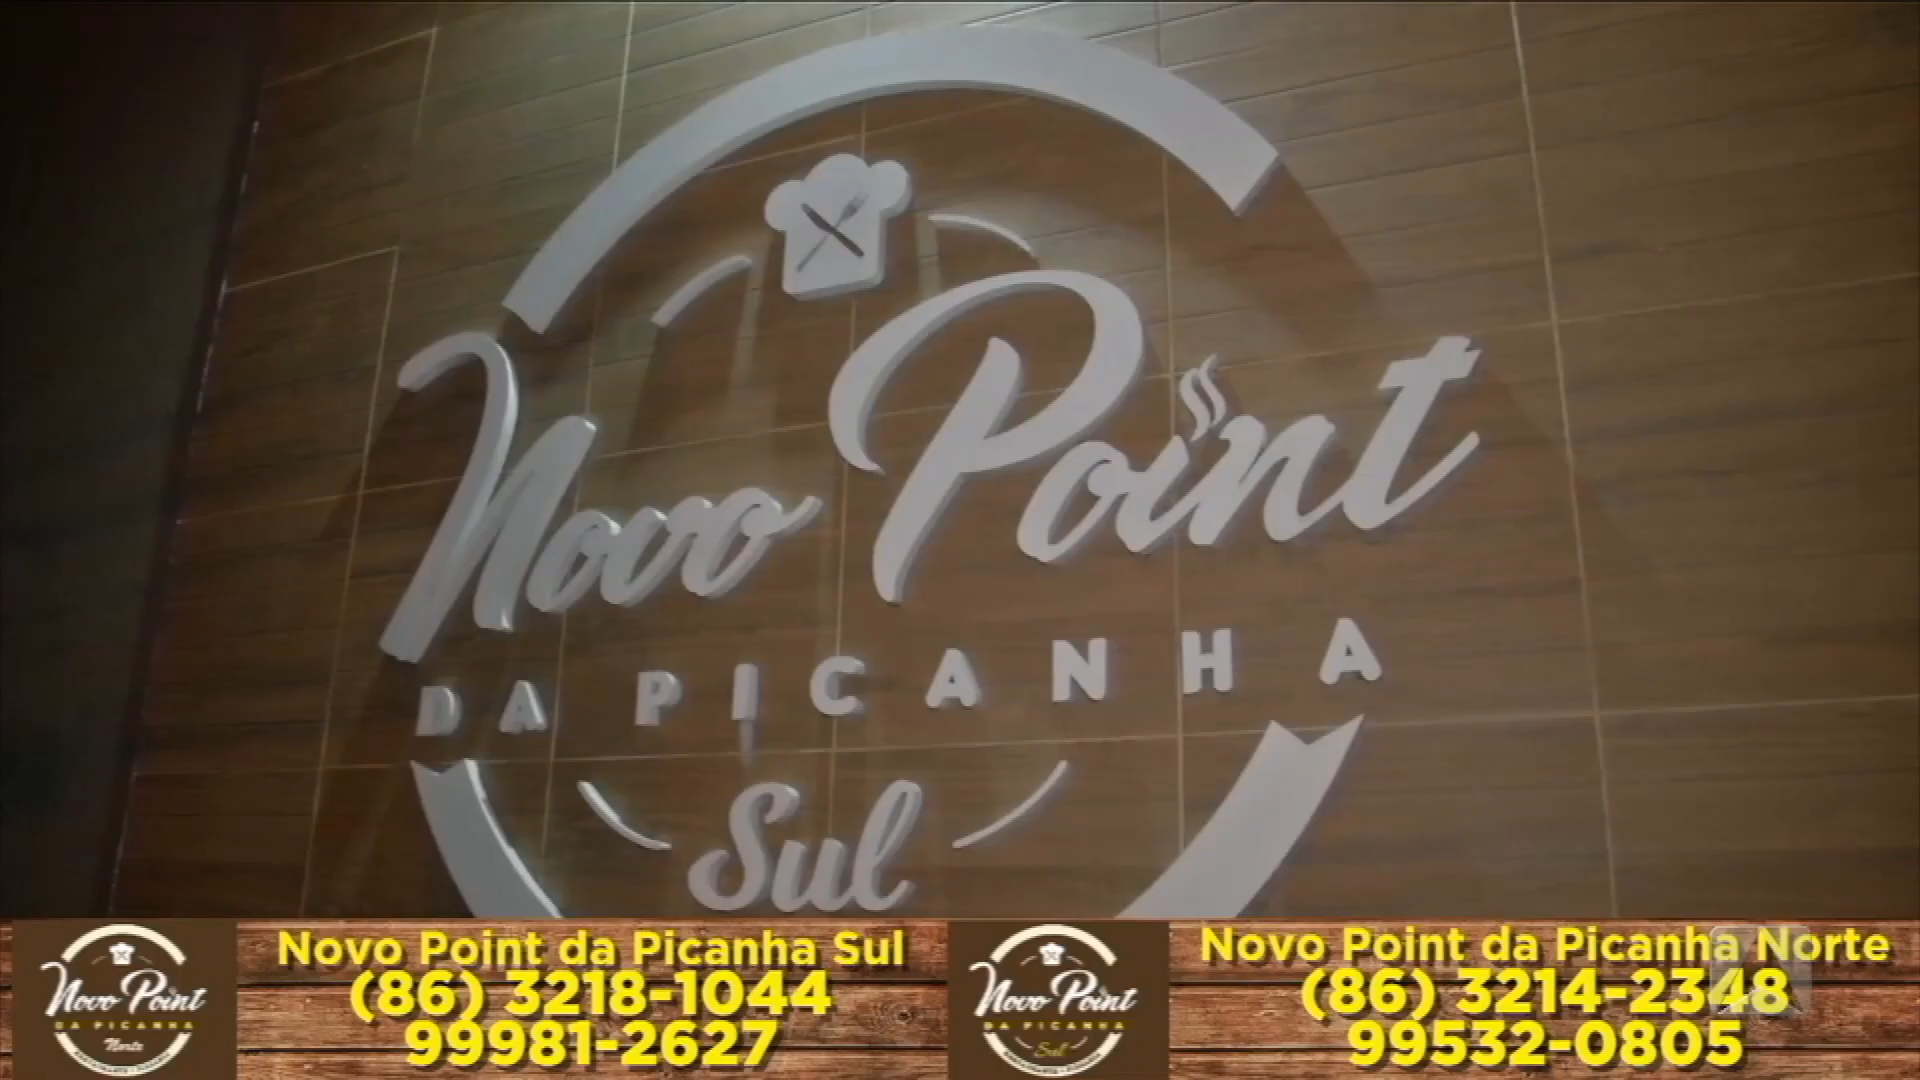 Novo Point
DA PICANHA
Sul
Novo Point
DA PICANHA
Norte
Novo Point da Picanha Sul
(86) 3218-1044
99981-2627
Novo Point
DA PICANHA
Sul
Novo Point da Picanha Norte
(86) 3214-2348
99532-0805